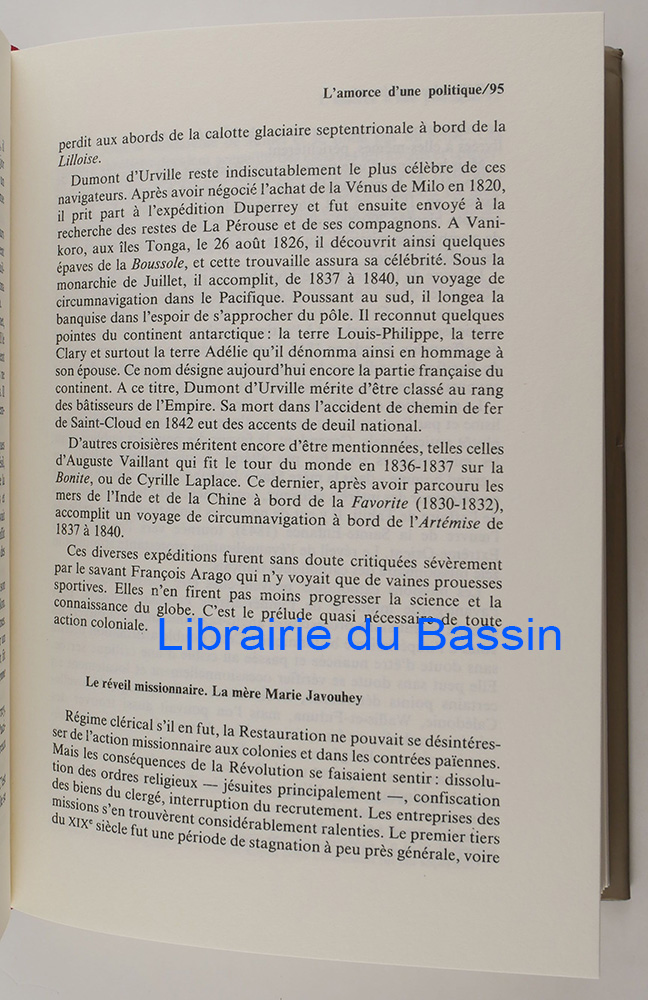 L'amorce d'une politique/95
perdit aux abords de la calotte glaciaire septentrionale à bord de la
Lilloise.
Dumont d'Urville reste indiscutablement le plus célèbre de ces
navigateurs. Après avoir négocié l'achat de la Vénus de Milo en 1820,
il prit part à l'expédition Duperrey et fut ensuite envoyé à la
recherche des restes de La Pérouse et de ses compagnons. A Vani-
koro, aux îles Tonga, le 26 août 1826, il découvrit ainsi quelques
épaves de la Boussole, et cette trouvaille assura sa célébrité. Sous la
monarchie de Juillet, il accomplit, de 1837 à 1840, un voyage de
circumnavigation dans le Pacifique. Poussant au sud, il longea la
banquise dans l'espoir de s'approcher du pôle. Il reconnut quelques
pointes du continent antarctique : la terre Louis-Philippe, la terre
Clary et surtout la terre Adélie qu'il dénomma ainsi en hommage à
son épouse. Ce nom désigne aujourd'hui encore la partie française du
continent. A ce titre, Dumont d'Urville mérite d'être classé au rang
des bâtisseurs de l'Empire. Sa mort dans l'accident de chemin de fer
de Saint-Cloud en 1842 eut des accents de deuil national.
D'autres croisières méritent encore d'être mentionnées, telles celles
d'Auguste Vaillant qui fit le tour du monde en 1836-1837 sur la
Bonite, ou de Cyrille Laplace. Ce dernier, après avoir parcouru les
mers de l'Inde et de la Chine à bord de la Favorite (1830-1832),
accomplit un voyage de circumnavigation à bord de l'Artémise de
1837 à 1840.
Ces diverses expéditions furent sans doute critiquées sévèrement
par le savant François Arago qui n'y voyait que de vaines prouesses
sportives. Elles n'en firent pas moins progresser la science et la
connaissance du globe. C'est le prélude quasi nécessaire de toute
action coloniale.
Librairie du Bassin
Le réveil missionnaire. La mère Marie Javouhey
Régime clérical s'il en fut, la Restauration ne pouvait se désintéres-
ser de l'action missionnaire aux colonies et dans les contrées païennes.
Mais les conséquences de la Révolution se faisaient sentir : dissolu-
tion des ordres religieux — jésuites principalement —, confiscation
des biens du clergé, interruption du recrutement. Les entreprises des
missions s'en trouvèrent considérablement ralenties. Le premier tiers
du XIXe siècle fut une période de stagnation à peu près générale, voire